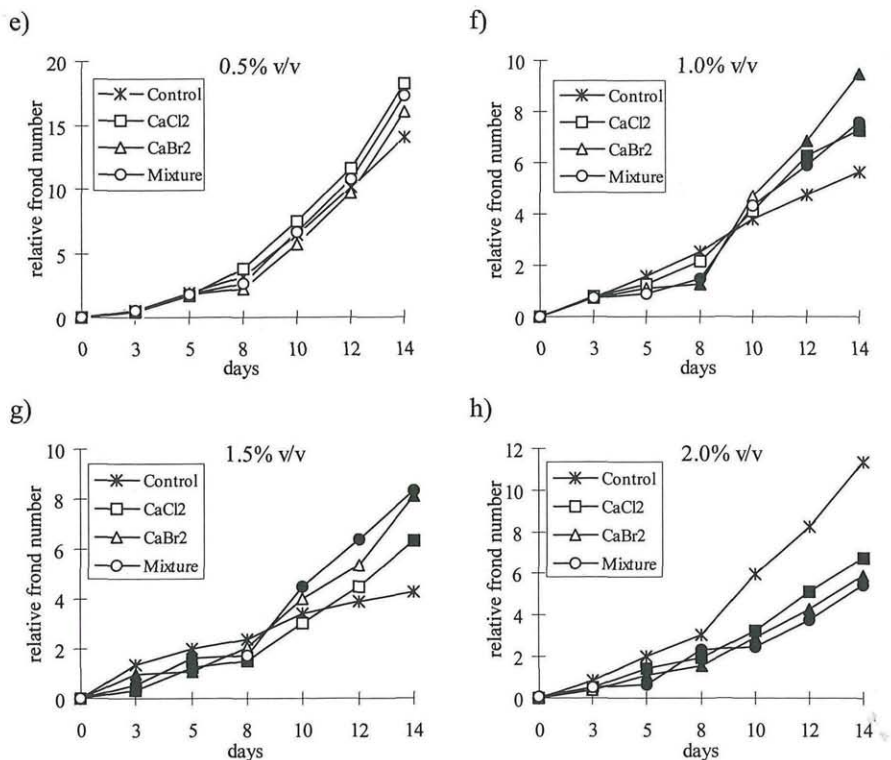 e)
0.5% v/v
20
15
10
5
0
relative frond number
Control
CaCl2
CaBr2
Mixture
0 3 5 8 10 12 14
days
f)
1.0% v/v
10
8
6
4
2
0
relative frond number
Control
CaCl2
CaBr2
Mixture
0 3 5 8 10 12 14
days
g)
1.5% v/v
10
8
6
4
2
0
relative frond number
Control
CaCl2
CaBr2
Mixture
0 3 5 8 10 12 14
days
h)
2.0% v/v
12
10
8
6
4
2
0
relative frond number
Control
CaCl2
CaBr2
Mixture
0 3 5 8 10 12 14
days